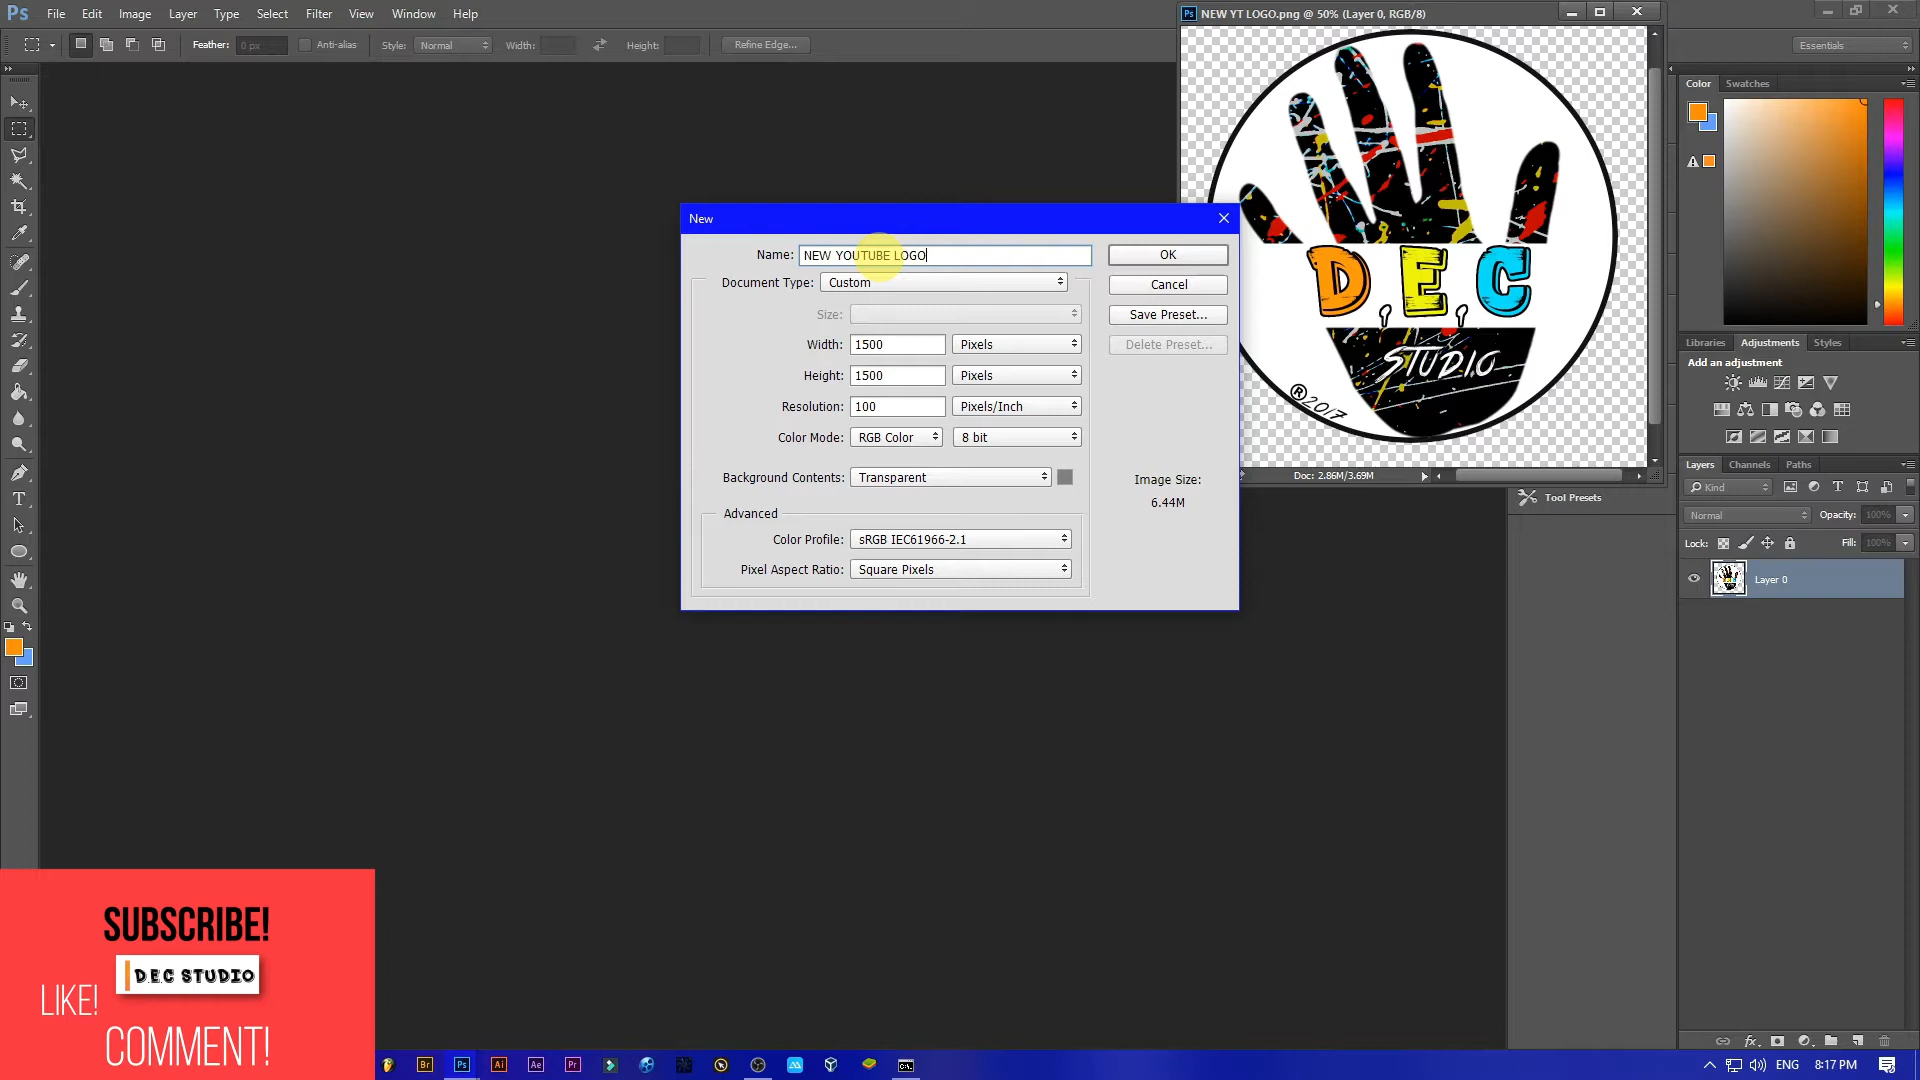 Ps File Edit Image Layer Type Select Filter View Window Help
Feather: 0 px Anti-alias Style: Normal Width: Height: Refine Edge... Essentials
NEW YT LOGO.png @ 50% (Layer 0, RGB/8)
D,E,C
STUDIO
®2017
Doc: 2.86M/3.69M
New
Name: NEW YOUTUBE LOGO
OK
Document Type: Custom
Cancel
Size:
Save Preset...
Width: 1500 Pixels
Delete Preset...
Height: 1500 Pixels
Resolution: 100 Pixels/Inch
Color Mode: RGB Color 8 bit
Background Contents: Transparent
Image Size:
6.44M
Advanced
Color Profile: sRGB IEC61966-2.1
Pixel Aspect Ratio: Square Pixels
Color Swatches
Libraries Adjustments Styles
Add an adjustment
Layers Channels Paths
Kind
Normal Opacity: 100%
Lock: Fill: 100%
Layer 0
Tool Presets
SUBSCRIBE!
D.E.C STUDIO
LIKE!
COMMENT!
Br Ps Ai Ae Pr
ENG 8:17 PM